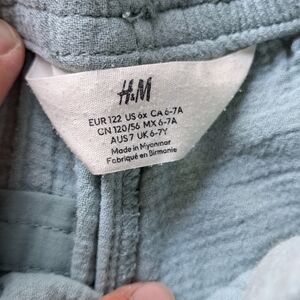 H&M
EUR 122 US 6x CA 6-7A
CN 120/56 MX 6-7A
AUS 7 UK 6-7Y
Made in Myanmar
Fabriqué en Birmanie